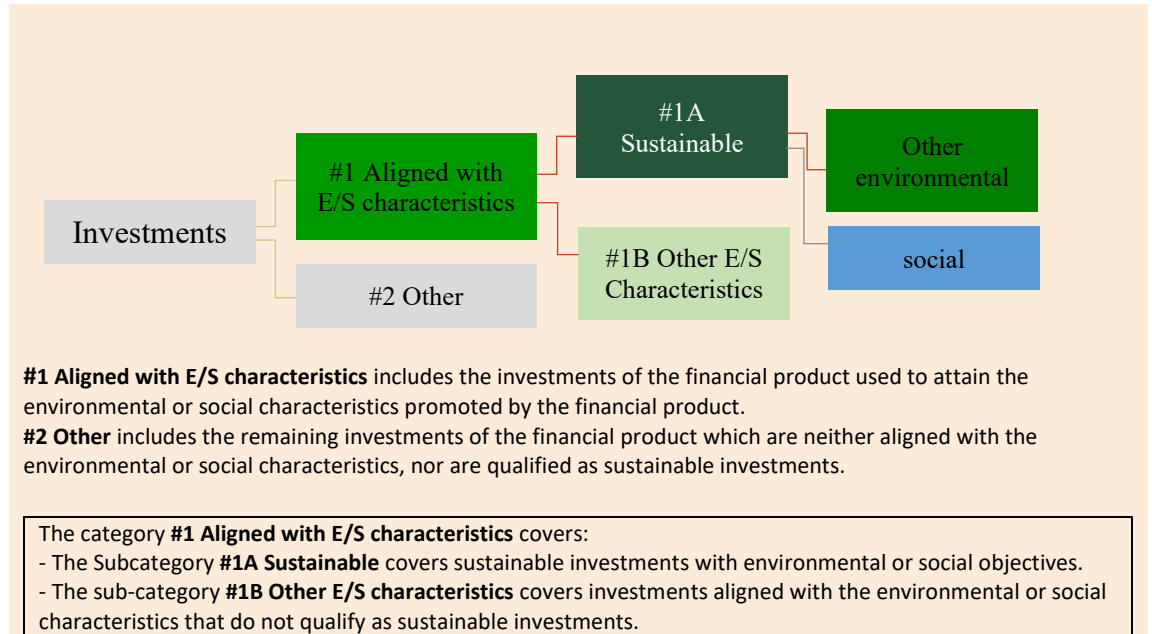 #1A
Sustainable
Other
environmental
#1 Aligned with
E/S characteristics
Investments
#1B Other E/S
Characteristics
social
#2 Other
#1 Aligned with E/S characteristics includes the investments of the financial product used to attain the
environmental or social characteristics promoted by the financial product.
#2 Other includes the remaining investments of the financial product which are neither aligned with the
environmental or social characteristics, nor are qualified as sustainable investments.
The category #1 Aligned with E/S characteristics covers:
- The Subcategory #1A Sustainable covers sustainable investments with environmental or social objectives.
- The sub-category #1B Other E/S characteristics covers investments aligned with the environmental or social
characteristics that do not qualify as sustainable investments.